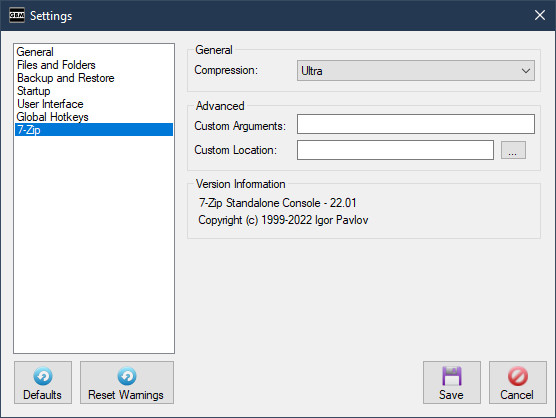 GBM Settings
General
Files and Folders
Backup and Restore
Startup
User Interface
Global Hotkeys
7-Zip
General
Compression: Ultra
Advanced
Custom Arguments:
Custom Location: ...
Version Information
7-Zip Standalone Console - 22.01
Copyright (c) 1999-2022 Igor Pavlov
Defaults Reset Warnings Save Cancel